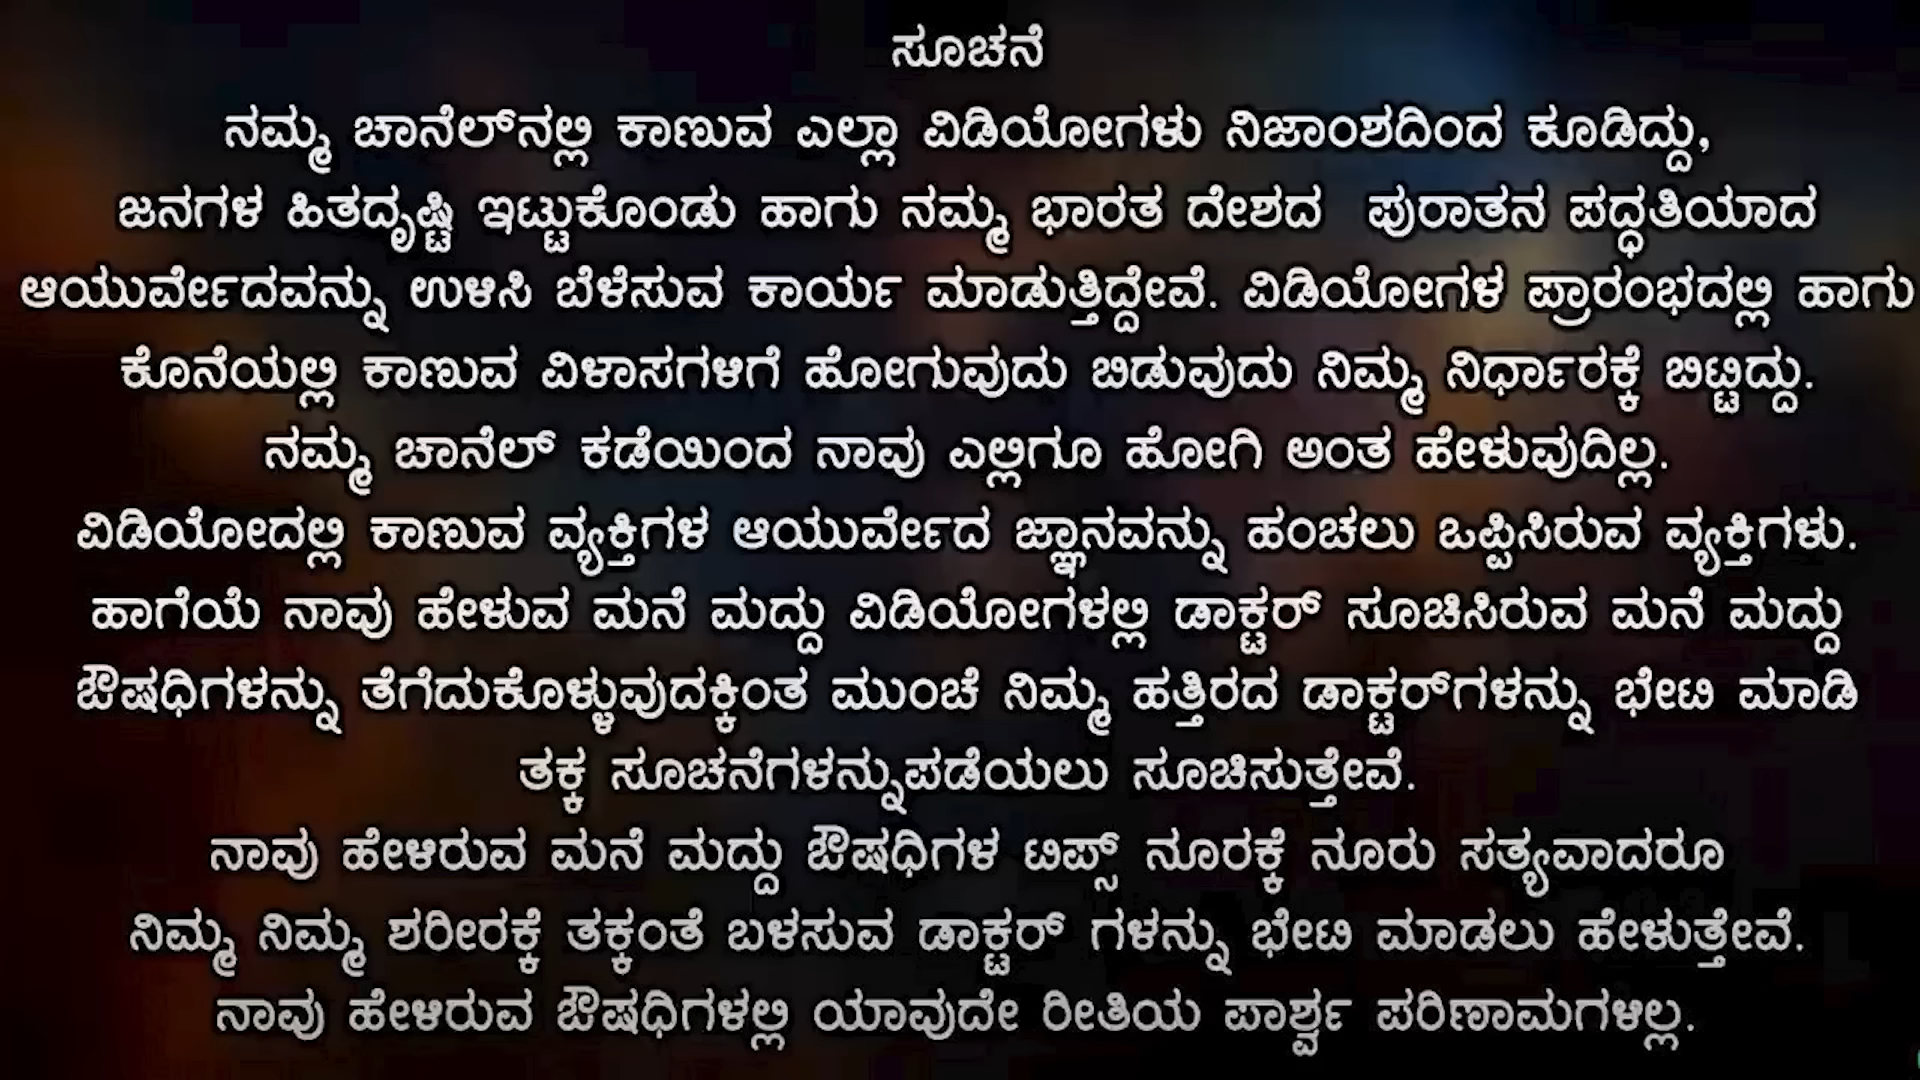 ಸೂಚನೆ
ನಮ್ಮ ಚಾನೆಲ್‌ನಲ್ಲಿ ಕಾಣುವ ಎಲ್ಲಾ ವಿಡಿಯೋಗಳು ನಿಜಾಂಶದಿಂದ ಕೂಡಿದ್ದು,
ಜನಗಳ ಹಿತದೃಷ್ಟಿ ಇಟ್ಟುಕೊಂಡು ಹಾಗು ನಮ್ಮ ಭಾರತ ದೇಶದ ಪುರಾತನ ಪದ್ಧತಿಯಾದ
ಆಯುರ್ವೇದವನ್ನು ಉಳಿಸಿ ಬೆಳೆಸುವ ಕಾರ್ಯ ಮಾಡುತ್ತಿದ್ದೇವೆ. ವಿಡಿಯೋಗಳ ಪ್ರಾರಂಭದಲ್ಲಿ ಹಾಗು
ಕೊನೆಯಲ್ಲಿ ಕಾಣುವ ವಿಳಾಸಗಳಿಗೆ ಹೋಗುವುದು ಬಿಡುವುದು ನಿಮ್ಮ ನಿರ್ಧಾರಕ್ಕೆ ಬಿಟ್ಟಿದ್ದು.
ನಮ್ಮ ಚಾನೆಲ್ ಕಡೆಯಿಂದ ನಾವು ಎಲ್ಲಿಗೂ ಹೋಗಿ ಅಂತ ಹೇಳುವುದಿಲ್ಲ.
ವಿಡಿಯೋದಲ್ಲಿ ಕಾಣುವ ವ್ಯಕ್ತಿಗಳ ಆಯುರ್ವೇದ ಜ್ಞಾನವನ್ನು ಹಂಚಲು ಒಪ್ಪಿಸಿರುವ ವ್ಯಕ್ತಿಗಳು.
ಹಾಗೆಯೆ ನಾವು ಹೇಳುವ ಮನೆ ಮದ್ದು ವಿಡಿಯೋಗಳಲ್ಲಿ ಡಾಕ್ಟರ್ ಸೂಚಿಸಿರುವ ಮನೆ ಮದ್ದು
ಔಷಧಿಗಳನ್ನು ತೆಗೆದುಕೊಳ್ಳುವುದಕ್ಕಿಂತ ಮುಂಚೆ ನಿಮ್ಮ ಹತ್ತಿರದ ಡಾಕ್ಟರ್‌ಗಳನ್ನು ಭೇಟಿ ಮಾಡಿ
ತಕ್ಕ ಸೂಚನೆಗಳನ್ನುಪಡೆಯಲು ಸೂಚಿಸುತ್ತೇವೆ.
ನಾವು ಹೇಳಿರುವ ಮನೆ ಮದ್ದು ಔಷಧಿಗಳ ಟಿಪ್ಸ್ ನೂರಕ್ಕೆ ನೂರು ಸತ್ಯವಾದರೂ
ನಿಮ್ಮ ನಿಮ್ಮ ಶರೀರಕ್ಕೆ ತಕ್ಕಂತೆ ಬಳಸುವ ಡಾಕ್ಟರ್ ಗಳನ್ನು ಭೇಟಿ ಮಾಡಲು ಹೇಳುತ್ತೇವೆ.
ನಾವು ಹೇಳಿರುವ ಔಷಧಿಗಳಲ್ಲಿ ಯಾವುದೇ ರೀತಿಯ ಪಾರ್ಶ್ವ ಪರಿಣಾಮಗಳಿಲ್ಲ.